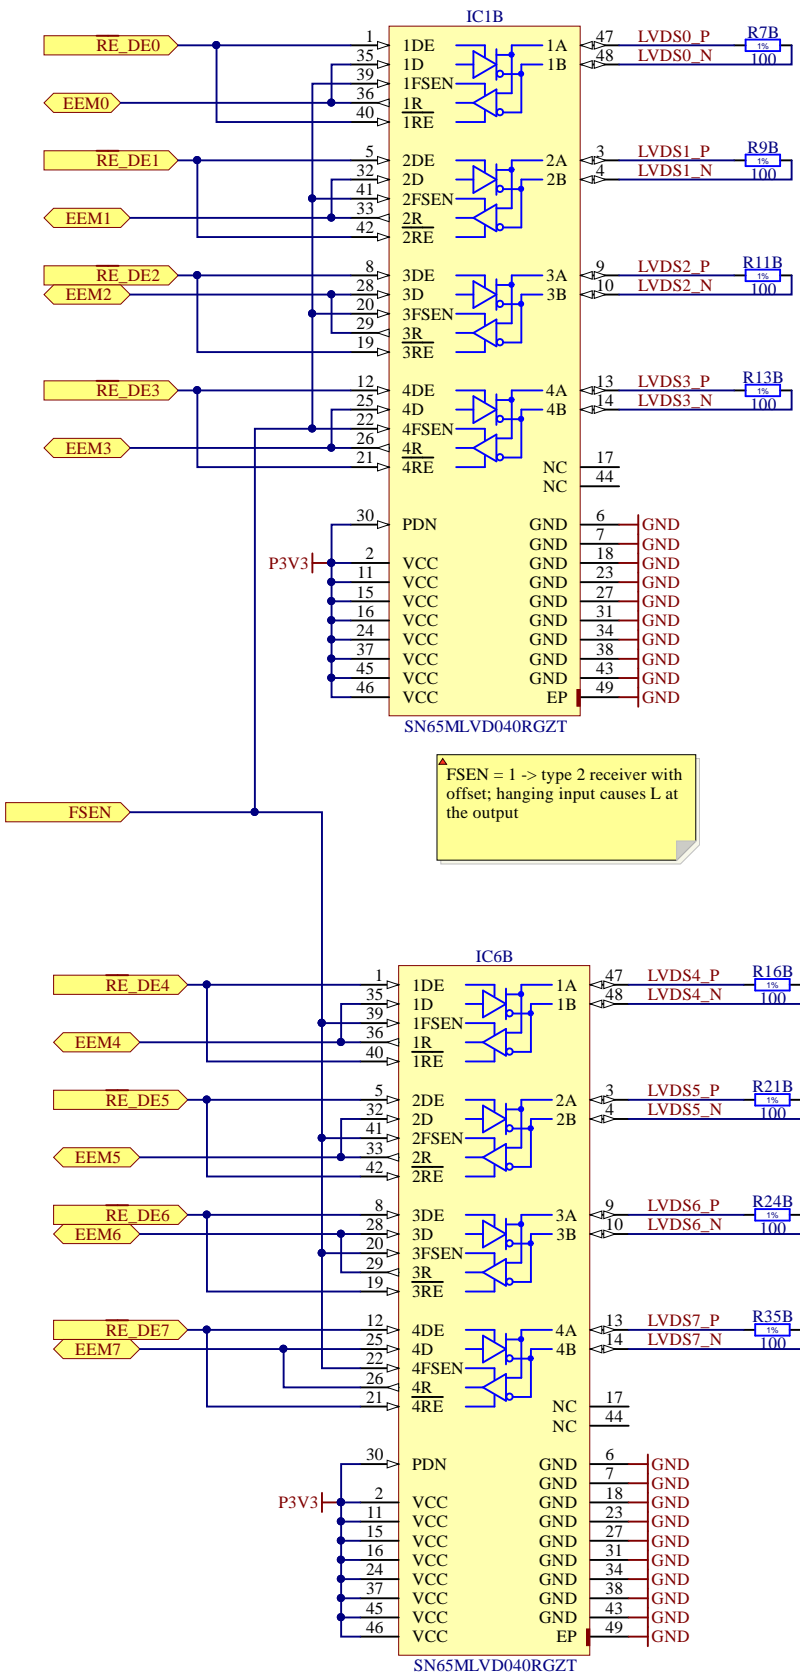 IC1B
RE_DE0 1 1DE 1A 47 LVDS0_P R7B
35 1D 1B 48 LVDS0_N 1% 100
39 1FSEN
EEM0 36 1R
40 1RE
RE_DE1 5 2DE 2A 3 LVDS1_P R9B
32 2D 2B 4 LVDS1_N 1% 100
41 2FSEN
EEM1 33 2R
42 2RE
RE_DE2 8 3DE 3A 9 LVDS2_P R11B
EEM2 28 3D 3B 10 LVDS2_N 1% 100
20 3FSEN
29 3R
19 3RE
RE_DE3 12 4DE 4A 13 LVDS3_P R13B
25 4D 4B 14 LVDS3_N 1% 100
22 4FSEN
EEM3 26 4R
21 4RE NC 17
NC 44
30 PDN GND 6 GND
GND 7
P3V3 2 VCC GND 18 GND
11 VCC GND 23 GND
15 VCC GND 27 GND
16 VCC GND 31 GND
24 VCC GND 34 GND
37 VCC GND 38 GND
45 VCC GND 43 GND
46 VCC EP 49 GND
SN65MLVD040RGZT
FSEN = 1 -> type 2 receiver with
offset; hanging input causes L at
the output
FSEN
IC6B
RE_DE4 1 1DE 1A 47 LVDS4_P R16B
35 1D 1B 48 LVDS4_N 1% 100
39 1FSEN
EEM4 36 1R
40 1RE
RE_DE5 5 2DE 2A 3 LVDS5_P R21B
32 2D 2B 4 LVDS5_N 1% 100
41 2FSEN
EEM5 33 2R
42 2RE
RE_DE6 8 3DE 3A 9 LVDS6_P R24B
EEM6 28 3D 3B 10 LVDS6_N 1% 100
20 3FSEN
29 3R
19 3RE
RE_DE7 12 4DE 4A 13 LVDS7_P R35B
EEM7 25 4D 4B 14 LVDS7_N 1% 100
22 4FSEN
26 4R
21 4RE NC 17
NC 44
30 PDN GND 6 GND
GND 7 GND
P3V3 2 VCC GND 18 GND
11 VCC GND 23 GND
15 VCC GND 27 GND
16 VCC GND 31 GND
24 VCC GND 34 GND
37 VCC GND 38 GND
45 VCC GND 43 GND
46 VCC EP 49 GND
SN65MLVD040RGZT